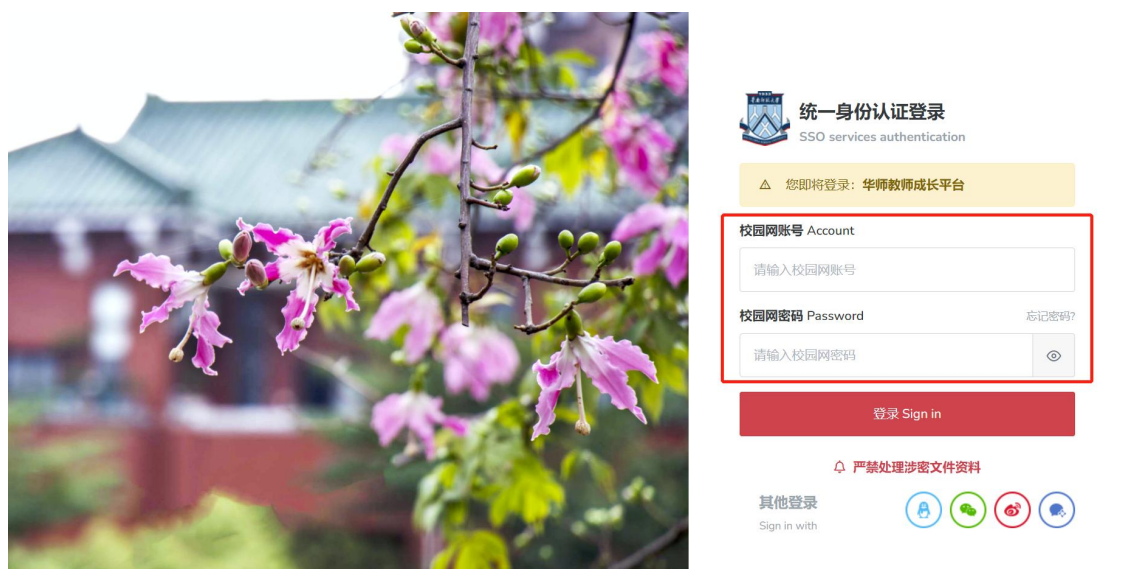 统一身份认证登录
SSO services authentication
您即将登录：华师教师成长平台
校园网账号 Account
请输入校园网账号
校园网密码 Password 忘记密码?
请输入校园网密码
登录 Sign in
严禁处理涉密文件资料
其他登录
Sign in with